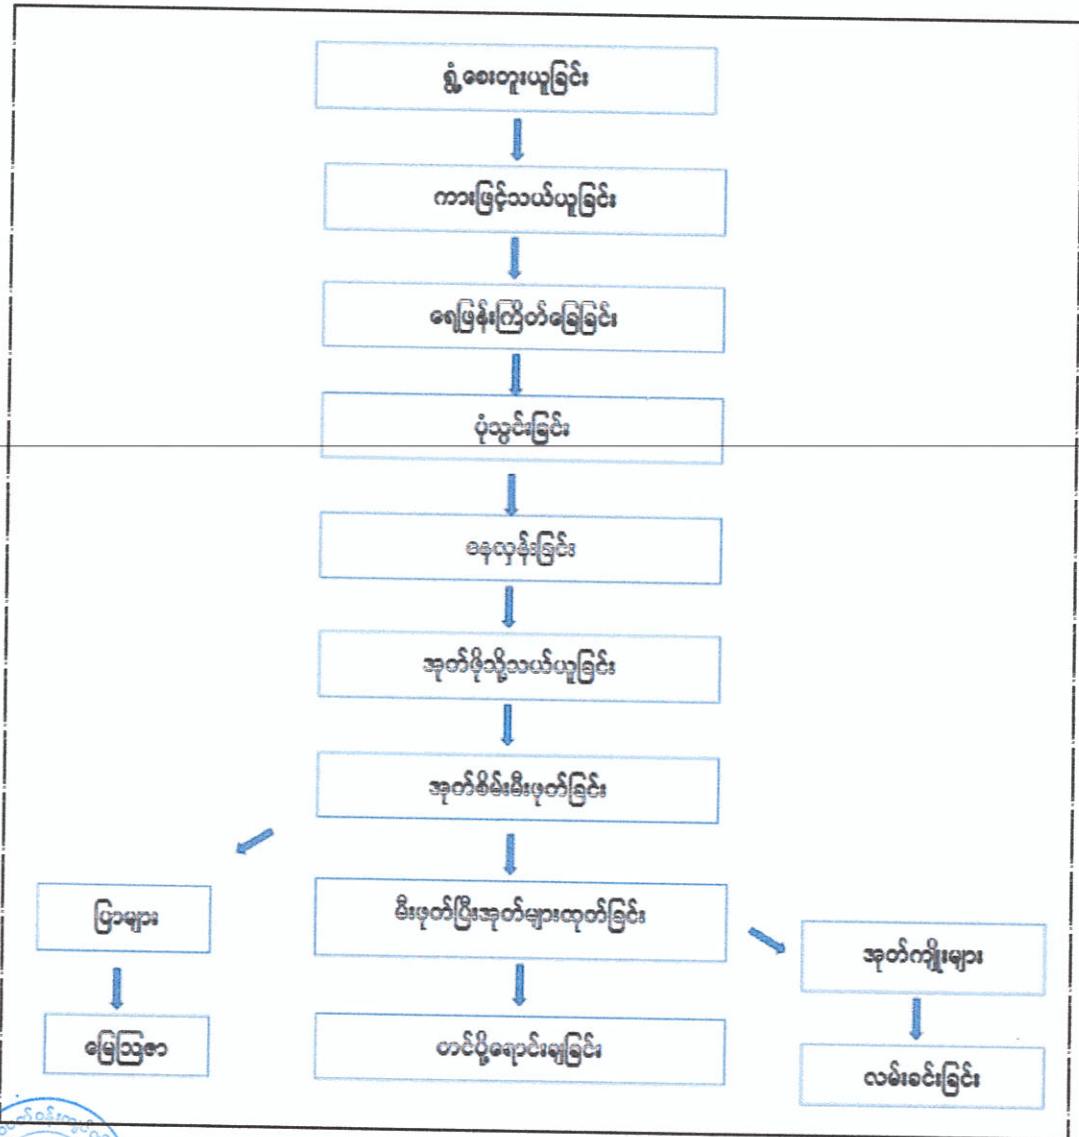 ရွှံ့စေးတူးယူခြင်း
ကားဖြင့်သယ်ယူခြင်း
ရေဖြန်းကြိတ်ခြေခြင်း
ပုံသွင်းခြင်း
နေလှန်းခြင်း
အုတ်ဖိုသို့သယ်ယူခြင်း
အုတ်စိမ်းမီးဖုတ်ခြင်း
ပြာများ
မီးဖုတ်ပြီးအုတ်များထုတ်ခြင်း
အုတ်ကျိုးများ
မြေဩဇာ
တင်ပို့ရောင်းချခြင်း
လမ်းခင်းခြင်း